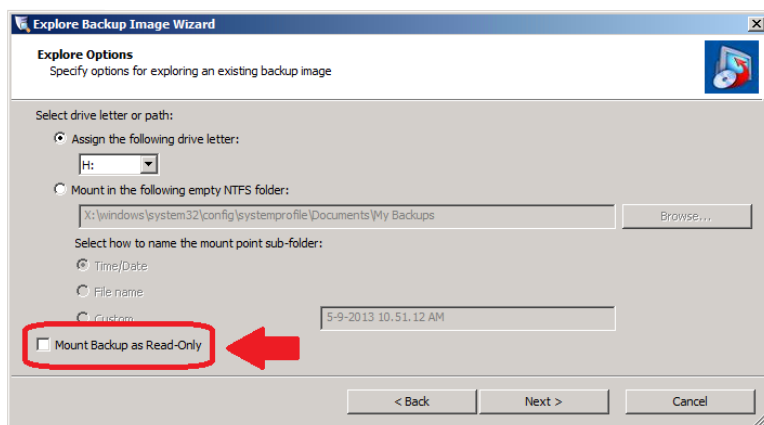 Explore Backup Image Wizard
Explore Options
Specify options for exploring an existing backup image
Select drive letter or path:
Assign the following drive letter:
H:
Mount in the following empty NTFS folder:
X:\windows\system32\config\systemprofile\Documents\My Backups
Browse...
Select how to name the mount point sub-folder:
Time/Date
File name
Custom 5-9-2013 10.51.12 AM
Mount Backup as Read-Only
< Back Next > Cancel